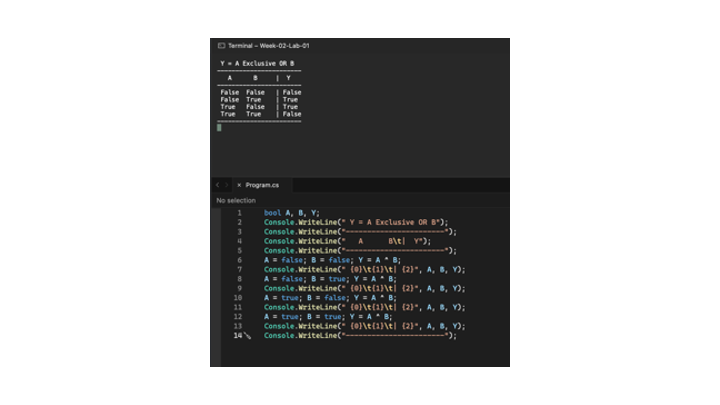 Terminal – Week-02-Lab-01
Y = A Exclusive OR B
------------------------
A B | Y
------------------------
False False | False
False True | True
True False | True
True True | False
------------------------
Program.cs
No selection
1 bool A, B, Y;
2 Console.WriteLine(" Y = A Exclusive OR B");
3 Console.WriteLine("------------------------");
4 Console.WriteLine("   A      B\t|  Y");
5 Console.WriteLine("------------------------");
6 A = false; B = false; Y = A ^ B;
7 Console.WriteLine(" {0}\t{1}\t| {2}", A, B, Y);
8 A = false; B = true; Y = A ^ B;
9 Console.WriteLine(" {0}\t{1}\t| {2}", A, B, Y);
10 A = true; B = false; Y = A ^ B;
11 Console.WriteLine(" {0}\t{1}\t| {2}", A, B, Y);
12 A = true; B = true; Y = A ^ B;
13 Console.WriteLine(" {0}\t{1}\t| {2}", A, B, Y);
14 Console.WriteLine("------------------------");